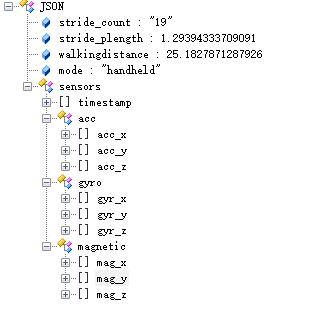 JSON
stride_count : "19"
stride_plength : 1.29394333709091
walkingdistance : 25.1827871287926
mode : "handheld"
sensors
[] timestamp
acc
[] acc_x
[] acc_y
[] acc_z
gyro
[] gyr_x
[] gyr_y
[] gyr_z
magnetic
[] mag_x
[] mag_y
[] mag_z